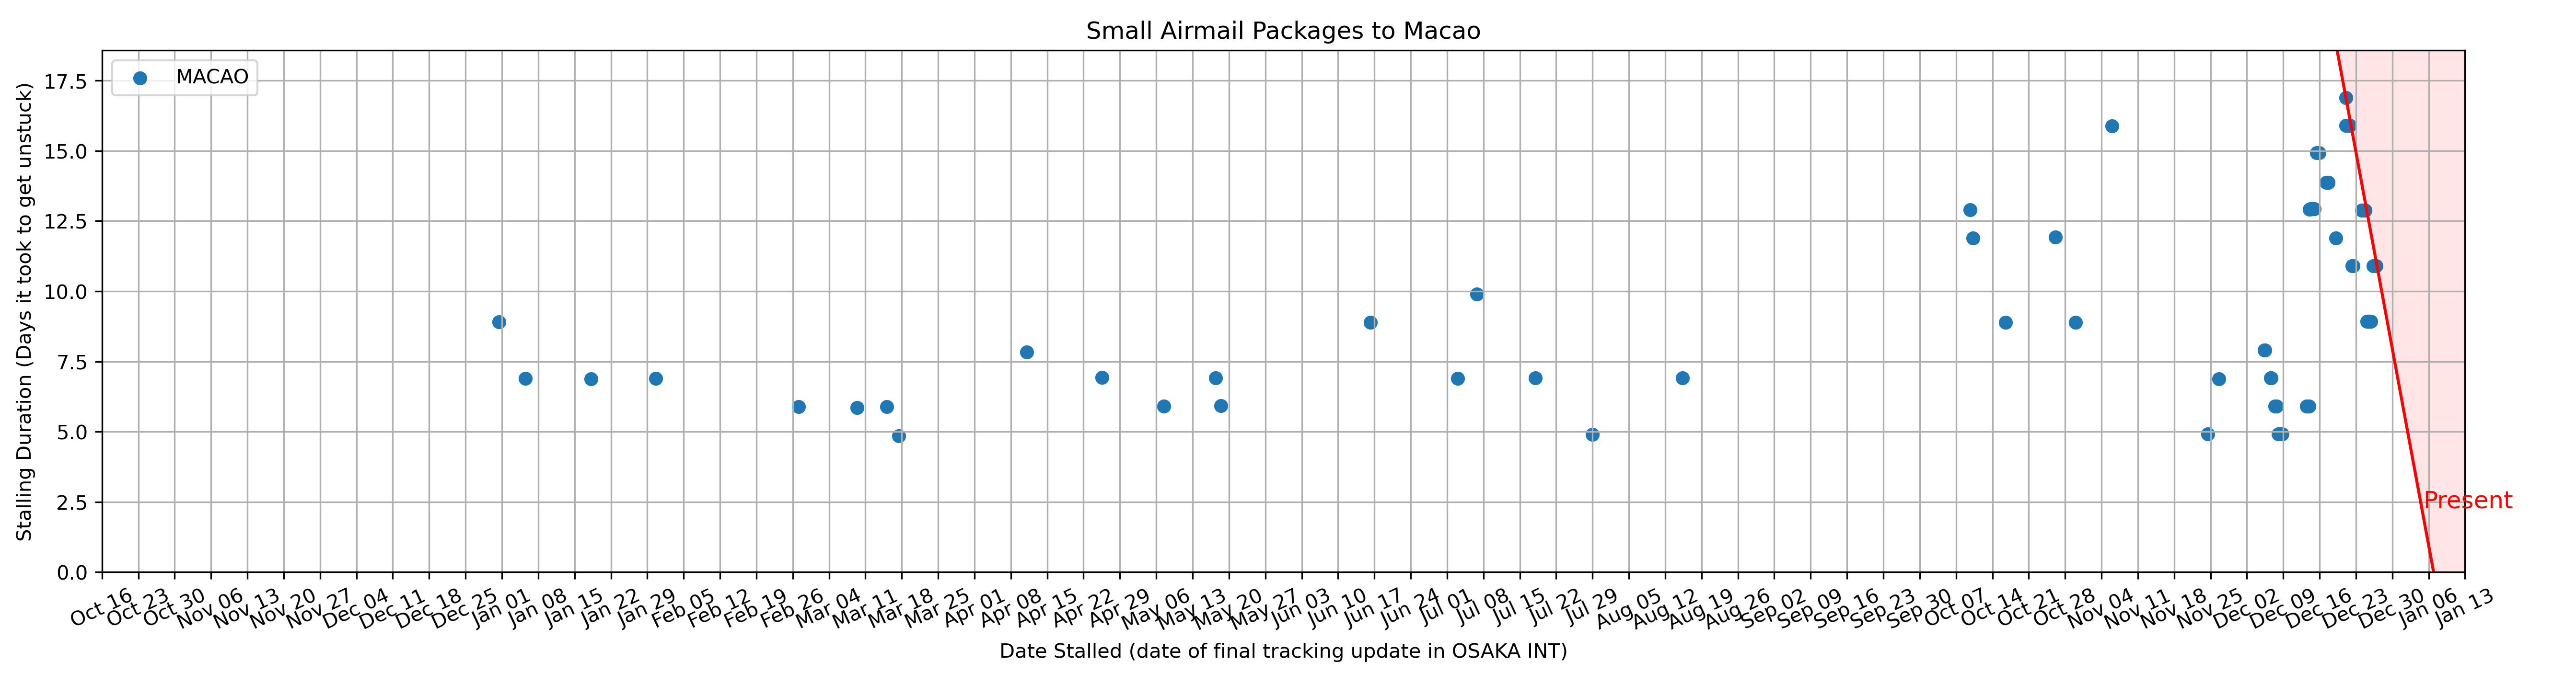 Small Airmail Packages to Macao
MACAO
Stalling Duration (Days it took to get unstuck)
17.5
15.0
12.5
10.0
7.5
5.0
2.5
0.0
Present
Oct 16 Oct 23 Oct 30 Nov 06 Nov 13 Nov 20 Nov 27 Dec 04 Dec 11 Dec 18 Dec 25 Jan 01 Jan 08 Jan 15 Jan 22 Jan 29 Feb 05 Feb 12 Feb 19 Feb 26 Mar 04 Mar 11 Mar 18 Mar 25 Apr 01 Apr 08 Apr 15 Apr 22 Apr 29 May 06 May 13 May 20 May 27 Jun 03 Jun 10 Jun 17 Jun 24 Jul 01 Jul 08 Jul 15 Jul 22 Jul 29 Aug 05 Aug 12 Aug 19 Aug 26 Sep 02 Sep 09 Sep 16 Sep 23 Sep 30 Oct 07 Oct 14 Oct 21 Oct 28 Nov 04 Nov 11 Nov 18 Nov 25 Dec 02 Dec 09 Dec 16 Dec 23 Dec 30 Jan 06 Jan 13
Date Stalled (date of final tracking update in OSAKA INT)